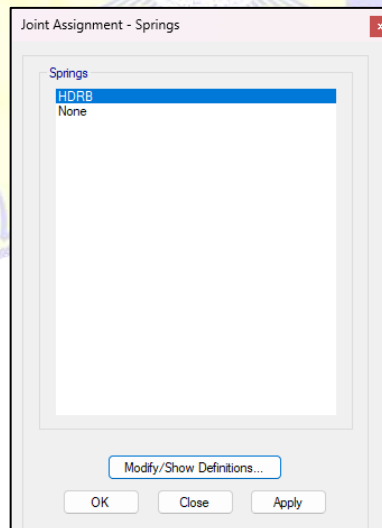 Joint Assignment - Springs
Springs
HDRB
None
Modify/Show Definitions...
OK Close Apply